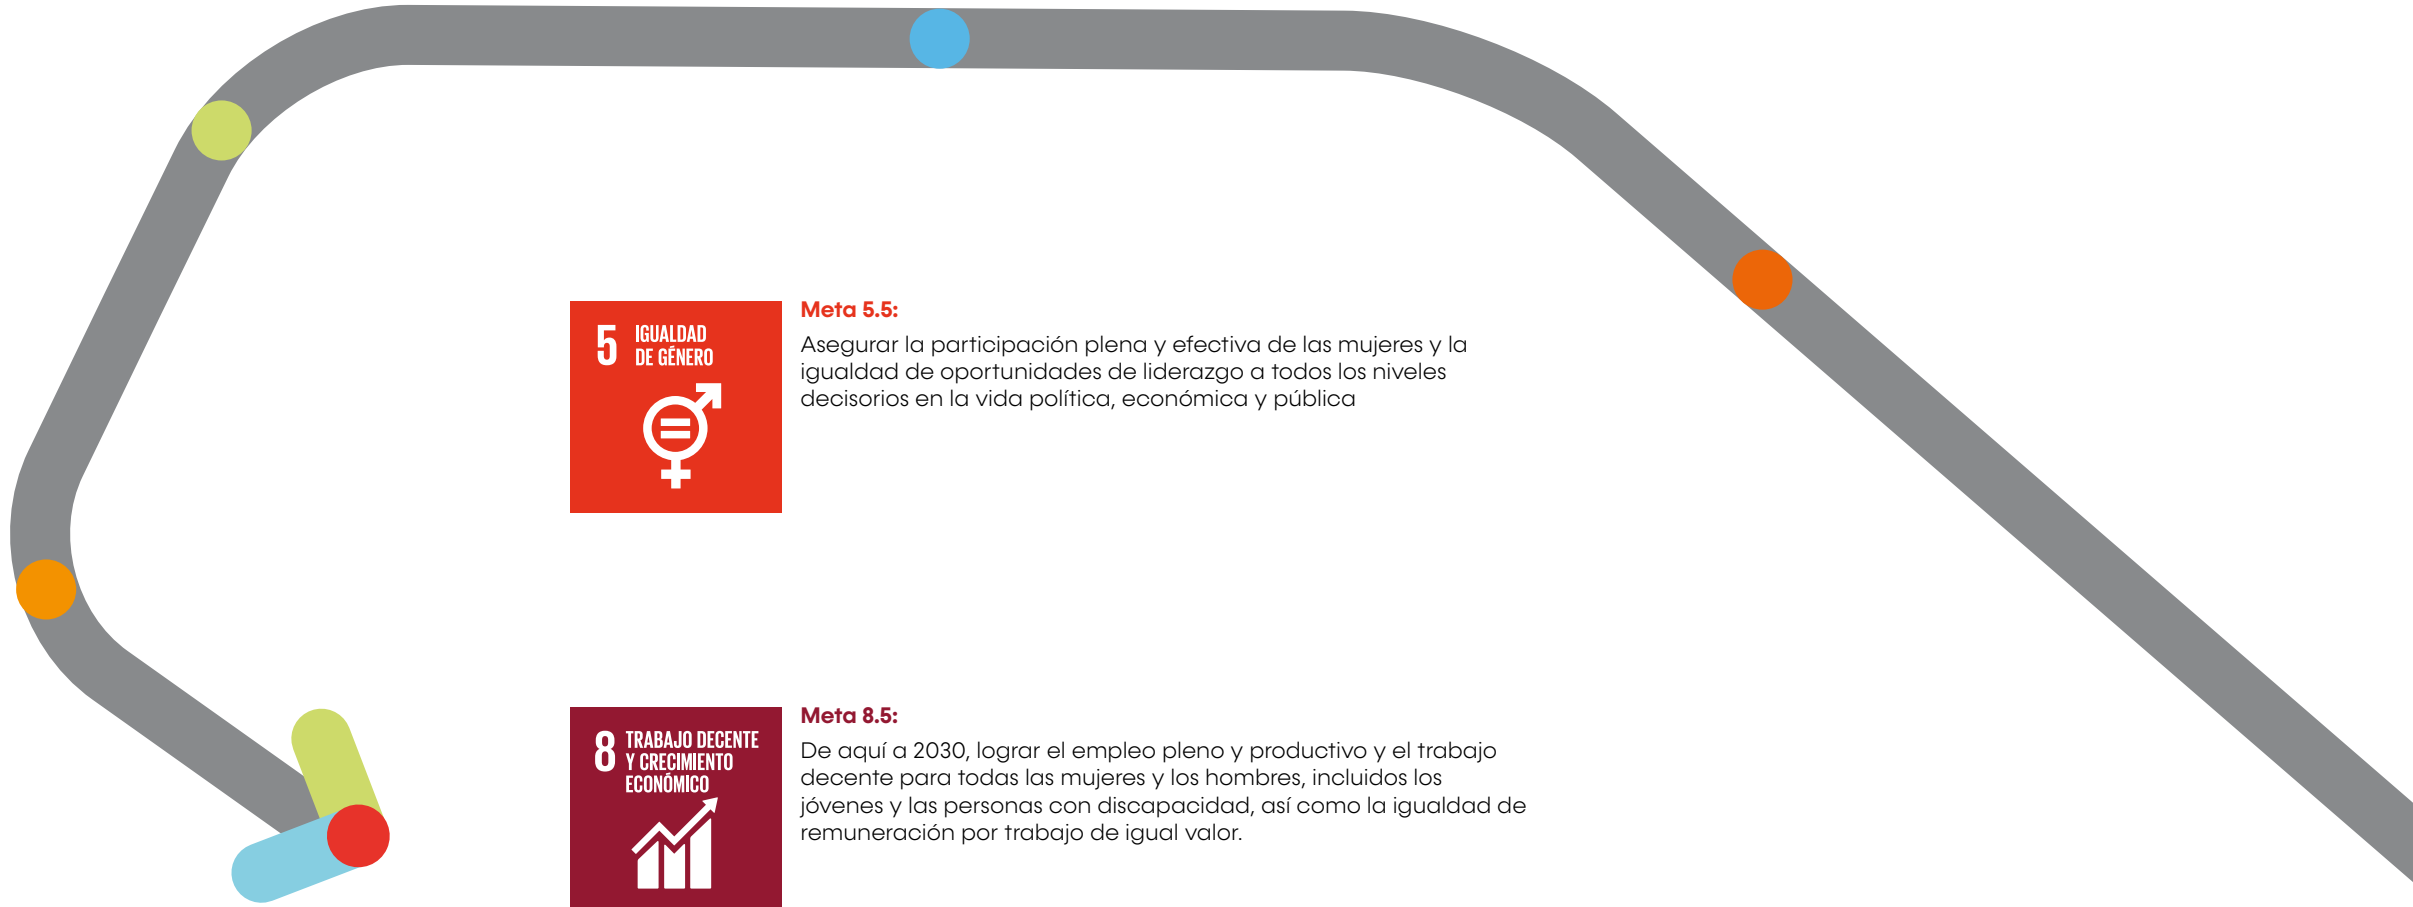 5 IGUALDAD
DE GÉNERO
Meta 5.5:
Asegurar la participación plena y efectiva de las mujeres y la
igualdad de oportunidades de liderazgo a todos los niveles
decisorios en la vida política, económica y pública
8 TRABAJO DECENTE
Y CRECIMIENTO
ECONÓMICO
Meta 8.5:
De aquí a 2030, lograr el empleo pleno y productivo y el trabajo
decente para todas las mujeres y los hombres, incluidos los
jóvenes y las personas con discapacidad, así como la igualdad de
remuneración por trabajo de igual valor.